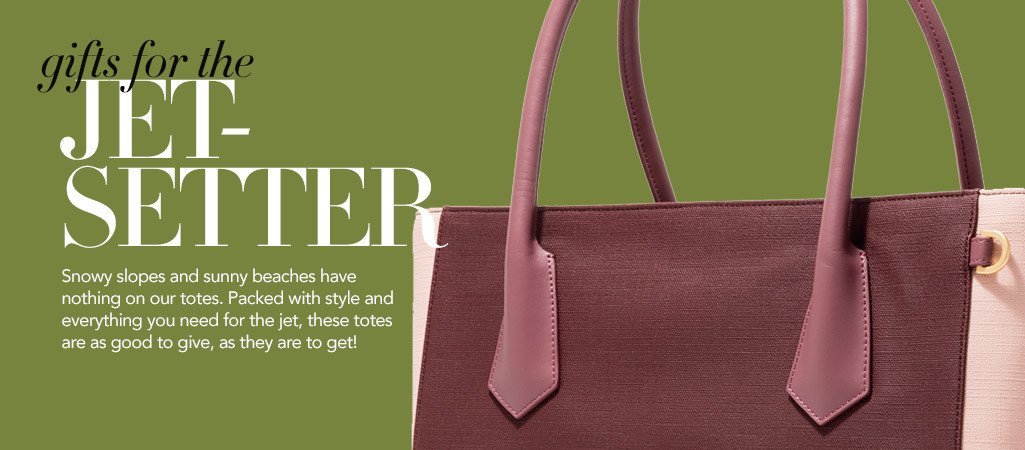 gifts for the
JET-
SETTER
Snowy slopes and sunny beaches have
nothing on our totes. Packed with style and
everything you need for the jet, these totes
are as good to give, as they are to get!